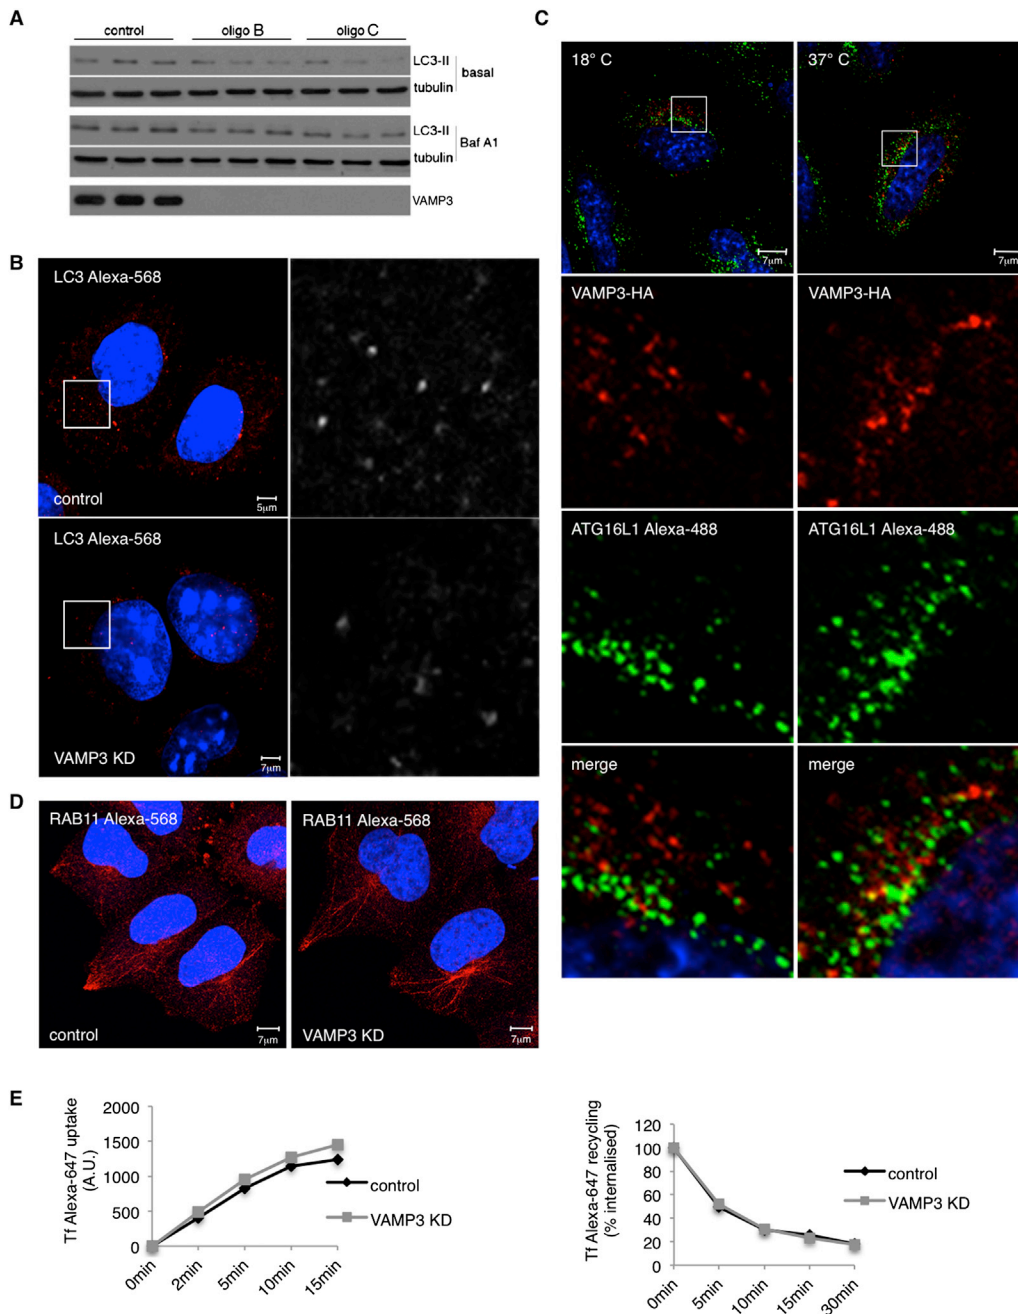 A
control
oligo B
oligo C
LC3-II
tubulin
basal
LC3-II
tubulin
Baf A1
VAMP3
B
LC3 Alexa-568
control
5µm
LC3 Alexa-568
VAMP3 KD
7µm
C
18° C
7µm
37° C
7µm
VAMP3-HA
VAMP3-HA
ATG16L1 Alexa-488
ATG16L1 Alexa-488
merge
merge
D
RAB11 Alexa-568
control
7µm
RAB11 Alexa-568
VAMP3 KD
7µm
E
Tf Alexa-647 uptake
(A.U.)
2000
1500
1000
500
0
0min
2min
5min
10min
15min
control
VAMP3 KD
Tf Alexa-647 recycling
(% internalised)
120
100
80
60
40
20
0
0min
5min
10min
15min
30min
control
VAMP3 KD